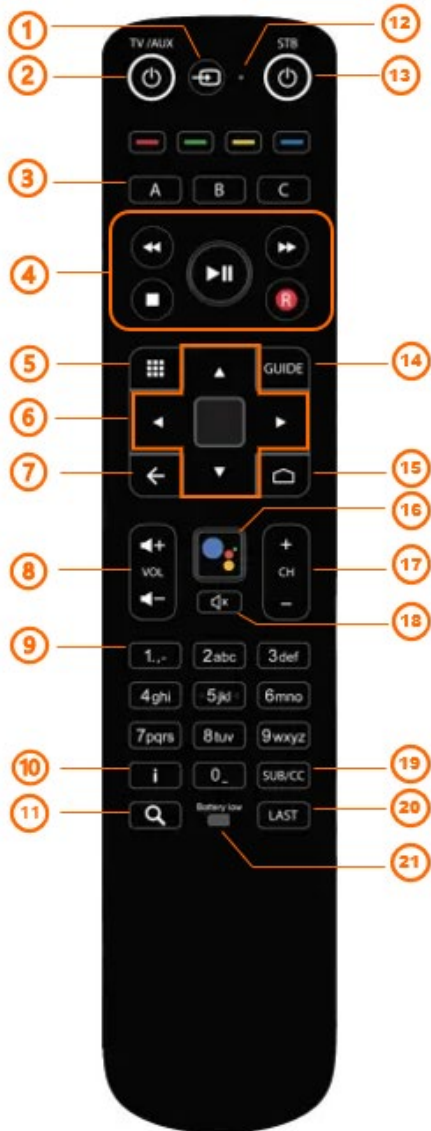 1 12
TV /AUX STB
2 13
3 A B C
4 R
5 GUIDE 14
6
7 15
16
+ +
8 VOL CH 17
18
9 1.,- 2abc 3def
4ghi 5jkl 6mno
7pqrs 8tuv 9wxyz
10 i 0_ SUB/CC 19
11 Battery low LAST 20
21